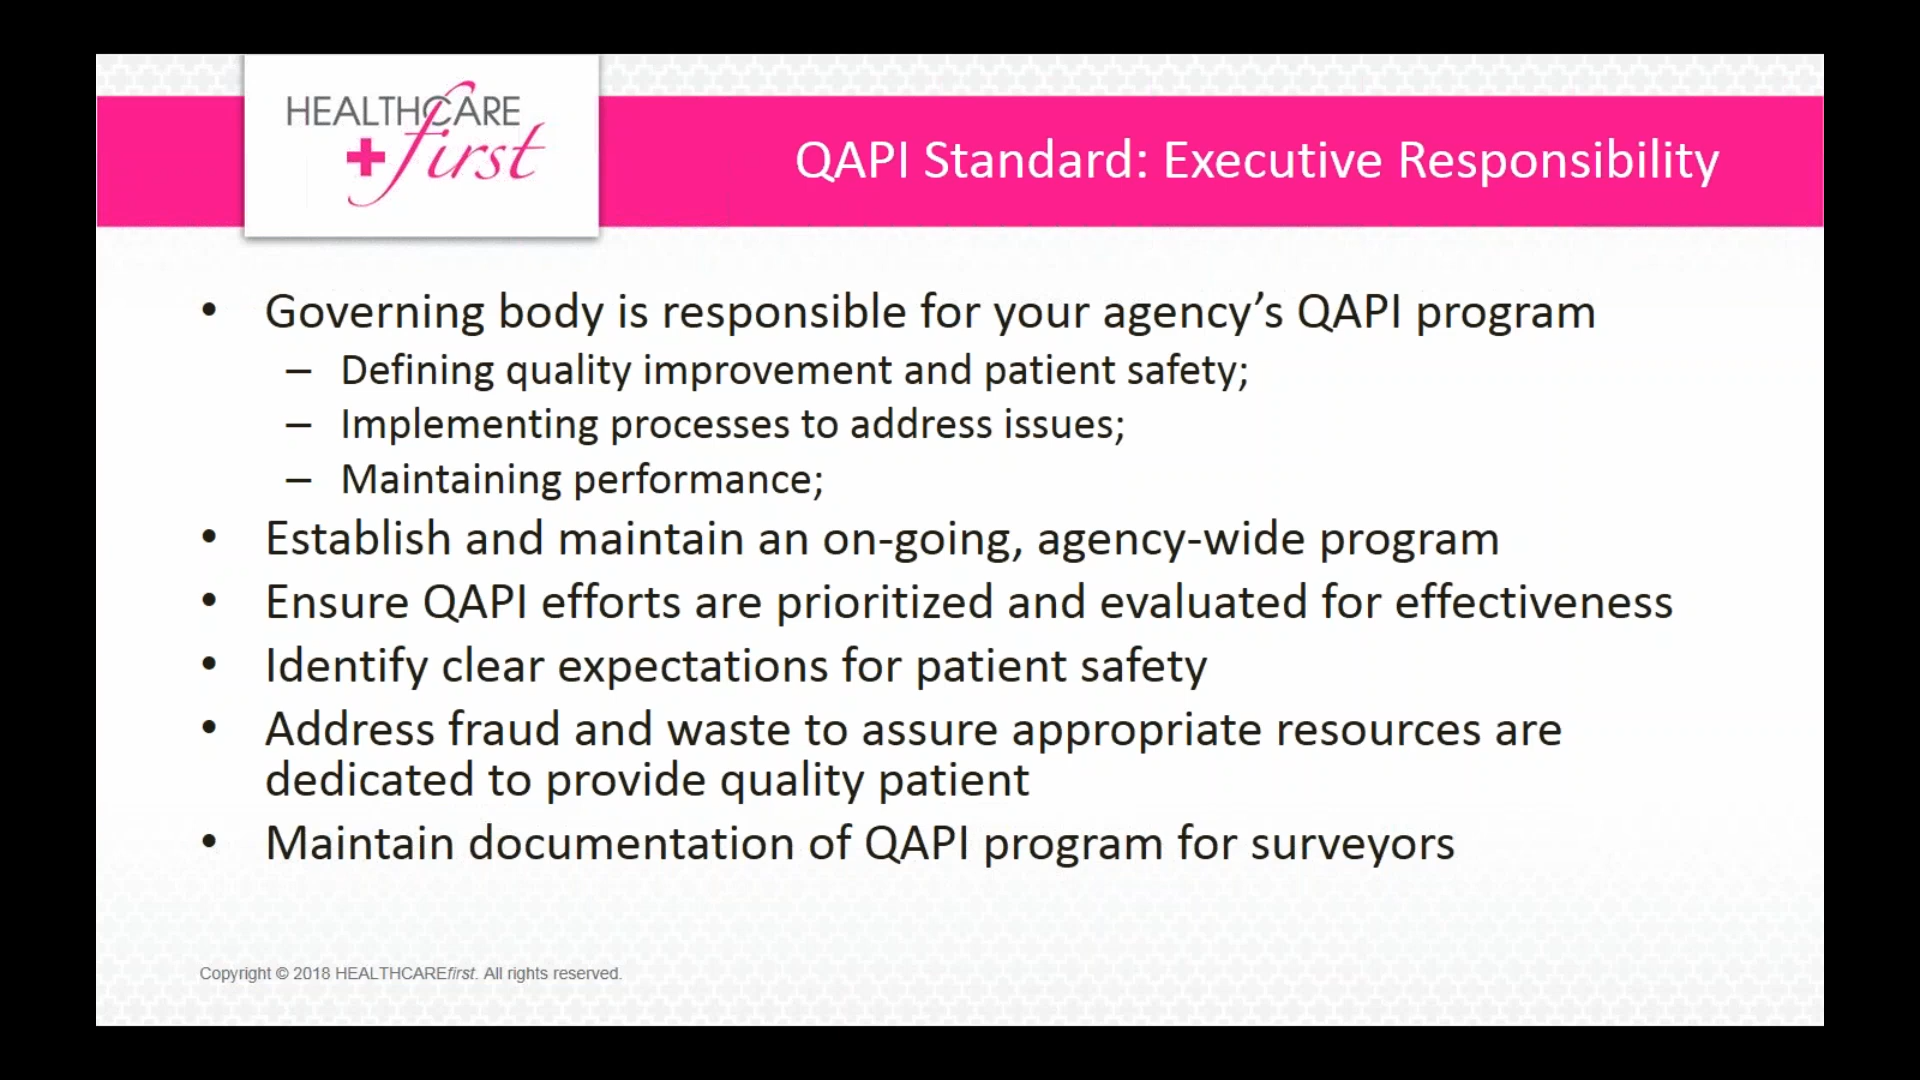 HEALTHCARE
first
QAPI Standard: Executive Responsibility
• Governing body is responsible for your agency’s QAPI program
– Defining quality improvement and patient safety;
– Implementing processes to address issues;
– Maintaining performance;
• Establish and maintain an on-going, agency-wide program
• Ensure QAPI efforts are prioritized and evaluated for effectiveness
• Identify clear expectations for patient safety
• Address fraud and waste to assure appropriate resources are
dedicated to provide quality patient
• Maintain documentation of QAPI program for surveyors
Copyright © 2018 HEALTHCAREfirst. All rights reserved.